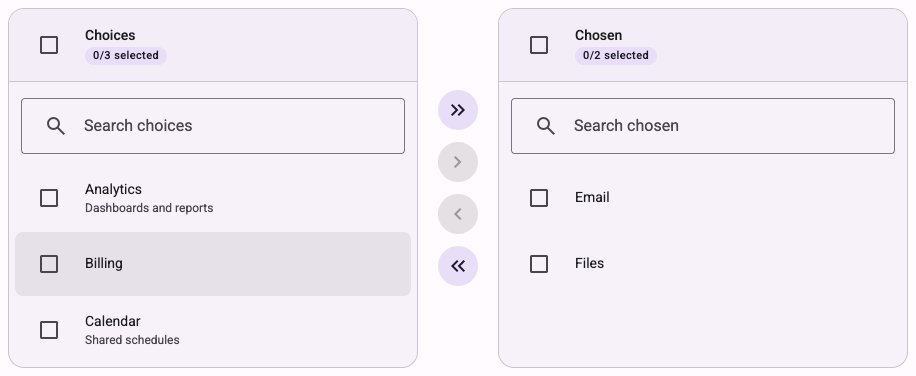 Choices
0/3 selected
Search choices
Analytics
Dashboards and reports
Billing
Calendar
Shared schedules
Chosen
0/2 selected
Search chosen
Email
Files